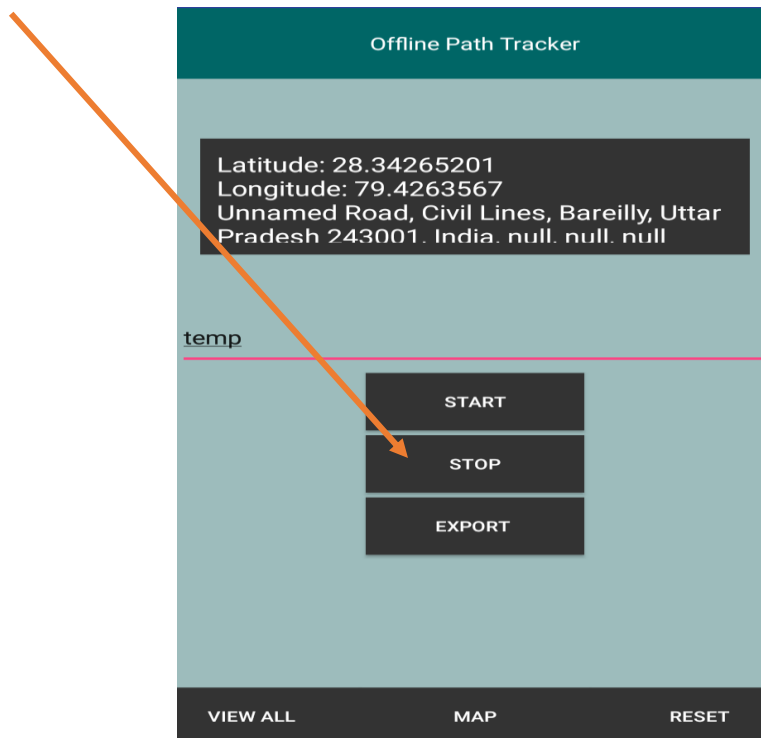 Offline Path Tracker
Latitude: 28.34265201
Longitude: 79.4263567
Unnamed Road, Civil Lines, Bareilly, Uttar
Pradesh 243001, India, null, null, null
temp
START
STOP
EXPORT
VIEW ALL MAP RESET